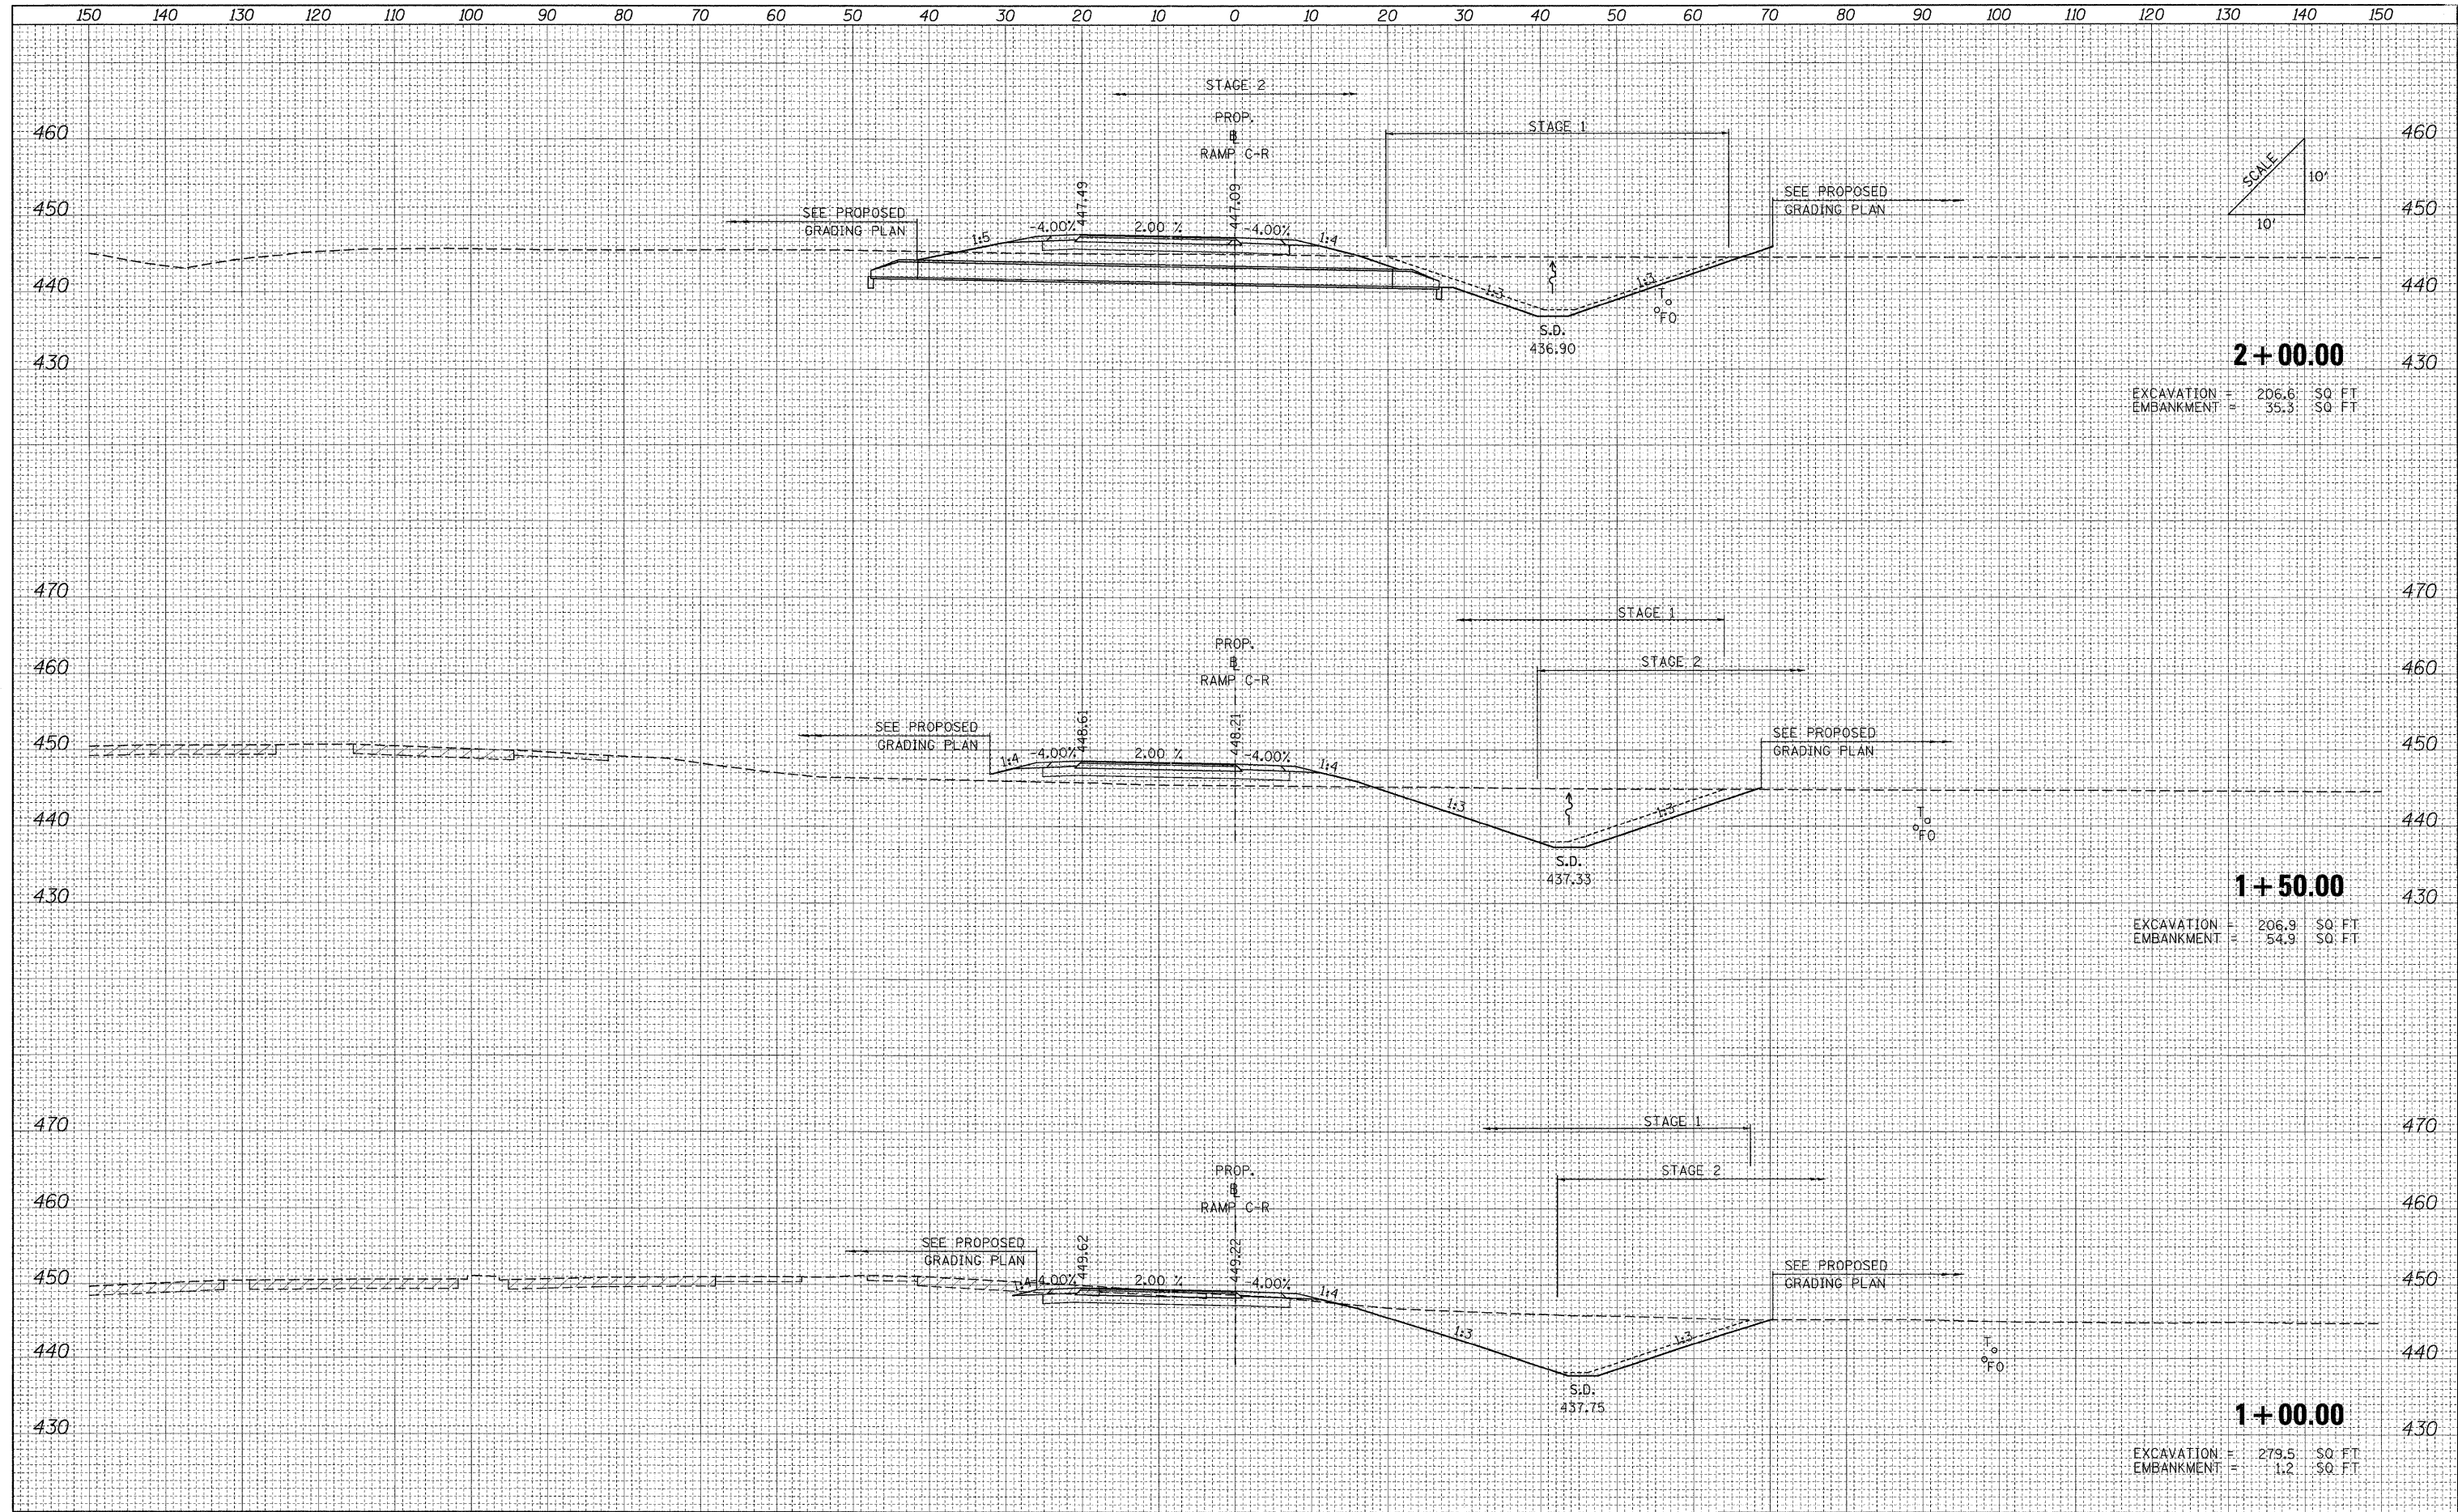 150 140 130 120 110 100 90 80 70 60 50 40 30 20 10 0 10 20 30 40 50 60 70 80 90 100 110 120 130 140 150
STAGE 2
PROP.
RAMP C-R
STAGE 1
460
460
SCALE
10'
10'
447.49
447.09
SEE PROPOSED
GRADING PLAN
SEE PROPOSED
GRADING PLAN
450
450
1:5
-4.00%
2.00 %
-4.00%
1:4
440
440
1:3
1:3
T
FO
S.D.
436.90
430
430
2+00.00
EXCAVATION = 206.6 SQ FT
EMBANKMENT = 35.3 SQ FT
470
470
STAGE 1
PROP.
STAGE 2
460
460
RAMP C-R
448.61
448.21
SEE PROPOSED
GRADING PLAN
SEE PROPOSED
GRADING PLAN
450
450
1:4
-4.00%
2.00 %
-4.00%
1:4
1:3
1:3
440
440
T
FO
S.D.
437.33
430
430
1+50.00
EXCAVATION = 206.9 SQ FT
EMBANKMENT = 54.9 SQ FT
470
470
STAGE 1
PROP.
STAGE 2
460
460
RAMP C-R
449.62
449.22
SEE PROPOSED
GRADING PLAN
SEE PROPOSED
GRADING PLAN
450
450
1:4
-4.00%
2.00 %
-4.00%
1:4
1:3
1:3
440
440
T
FO
S.D.
437.75
430
430
1+00.00
EXCAVATION = 279.5 SQ FT
EMBANKMENT = 1.2 SQ FT